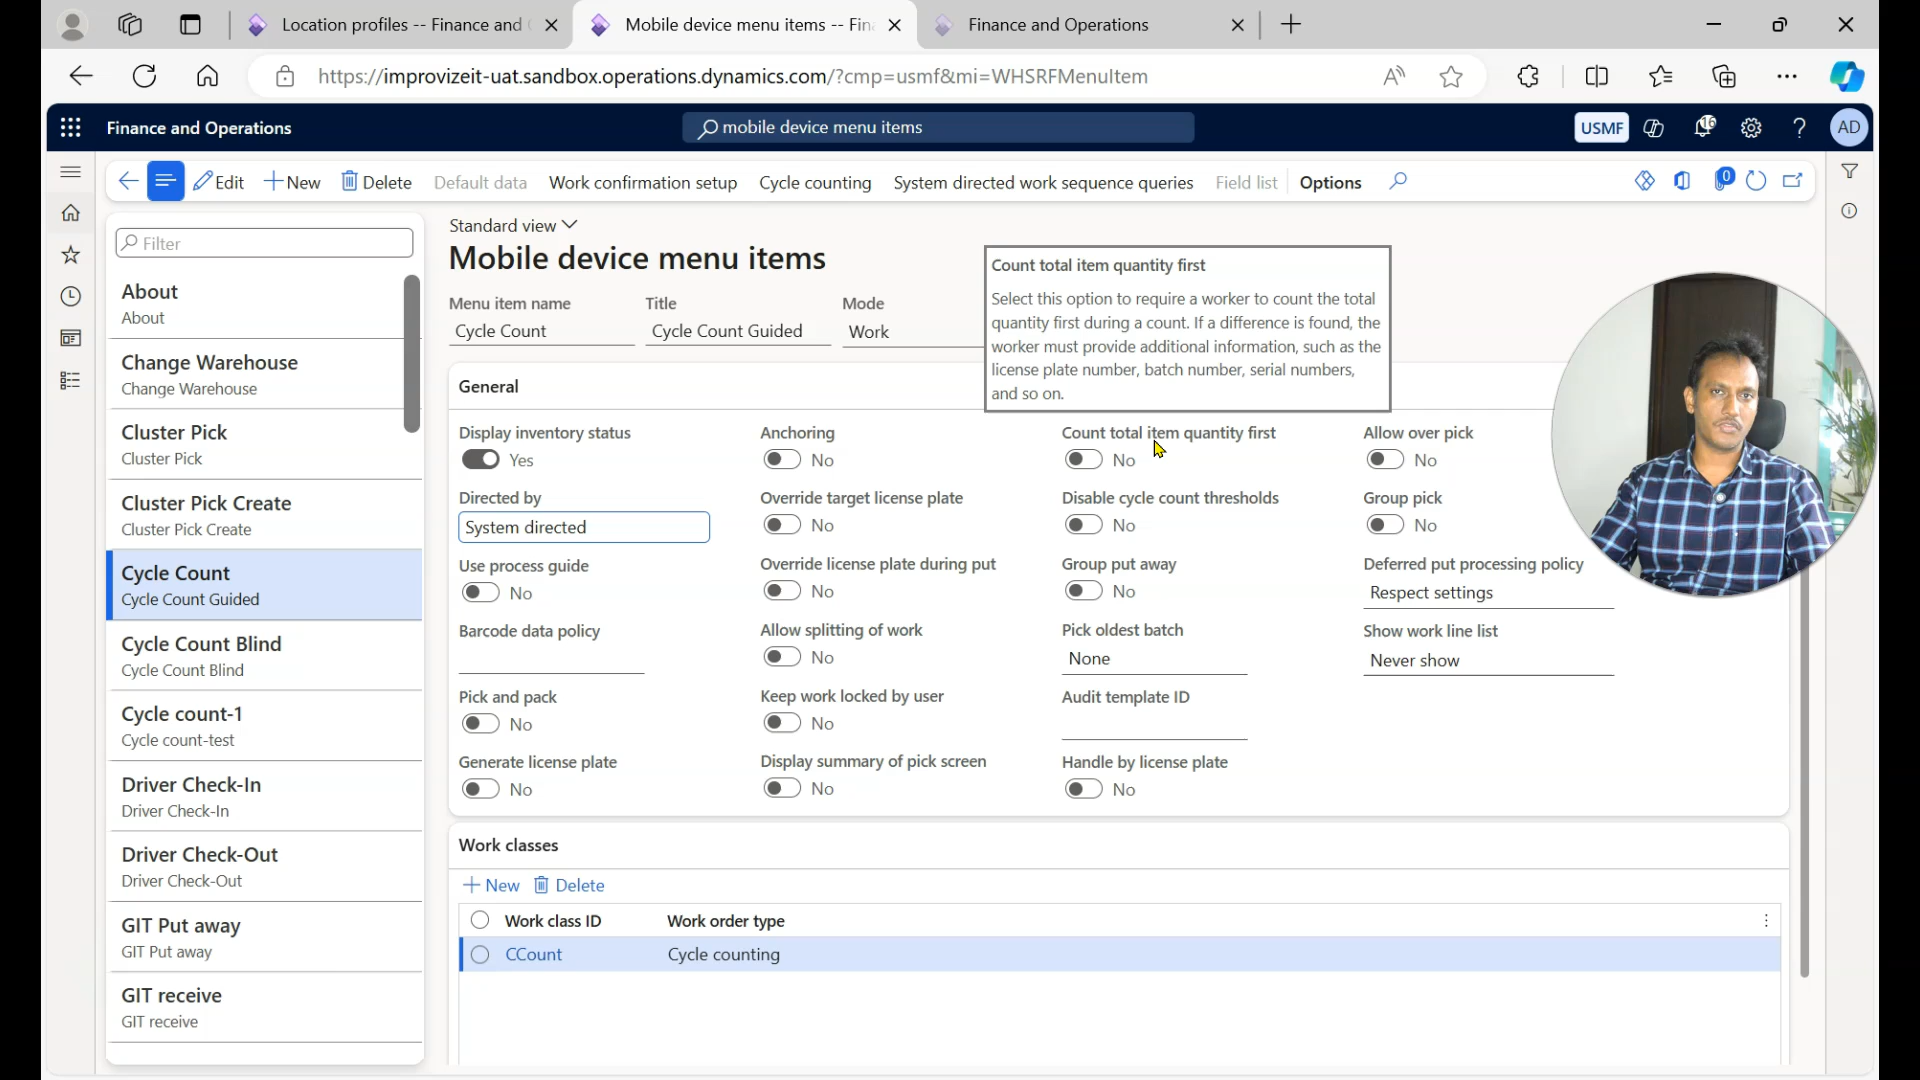 Location profiles -- Finance and
Mobile device menu items -- Fin
Finance and Operations
https://improvizeit-uat.sandbox.operations.dynamics.com/?cmp=usmf&mi=WHSRFMenuItem
Finance and Operations
mobile device menu items
USMF
16
?
AD
Edit
New
Delete
Default data
Work confirmation setup
Cycle counting
System directed work sequence queries
Field list
Options
0
Filter
About
About
Change Warehouse
Change Warehouse
Cluster Pick
Cluster Pick
Cluster Pick Create
Cluster Pick Create
Cycle Count
Cycle Count Guided
Cycle Count Blind
Cycle Count Blind
Cycle count-1
Cycle count-test
Driver Check-In
Driver Check-In
Driver Check-Out
Driver Check-Out
GIT Put away
GIT Put away
GIT receive
GIT receive
Standard view
Mobile device menu items
Menu item name
Cycle Count
Title
Cycle Count Guided
Mode
Work
Count total item quantity first
Select this option to require a worker to count the total
quantity first during a count. If a difference is found, the
worker must provide additional information, such as the
license plate number, batch number, serial numbers,
and so on.
General
Display inventory status
Yes
Directed by
System directed
Use process guide
No
Barcode data policy
Pick and pack
No
Generate license plate
No
Anchoring
No
Override target license plate
No
Override license plate during put
No
Allow splitting of work
No
Keep work locked by user
No
Display summary of pick screen
No
Count total item quantity first
No
Disable cycle count thresholds
No
Group put away
No
Pick oldest batch
None
Audit template ID
Handle by license plate
No
Allow over pick
No
Group pick
No
Deferred put processing policy
Respect settings
Show work line list
Never show
Work classes
New
Delete
Work class ID
Work order type
CCount
Cycle counting